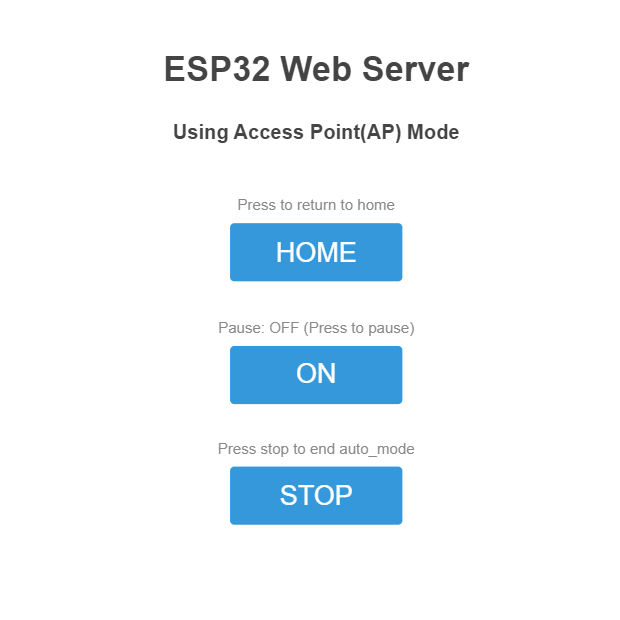 ESP32 Web Server
Using Access Point(AP) Mode
Press to return to home
HOME
Pause: OFF (Press to pause)
ON
Press stop to end auto_mode
STOP